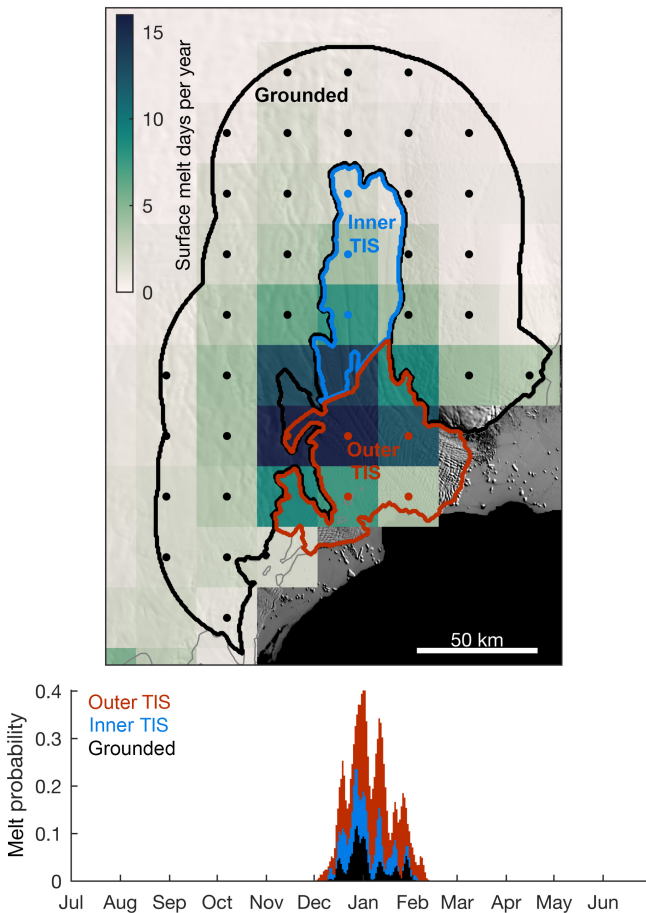 15
10
5
0
Surface melt days per year
Grounded
Inner
TIS
Outer
TIS
50 km
0.4
0.3
0.2
0.1
0
Melt probability
Outer TIS
Inner TIS
Grounded
Jul Aug Sep Oct Nov Dec Jan Feb Mar Apr May Jun